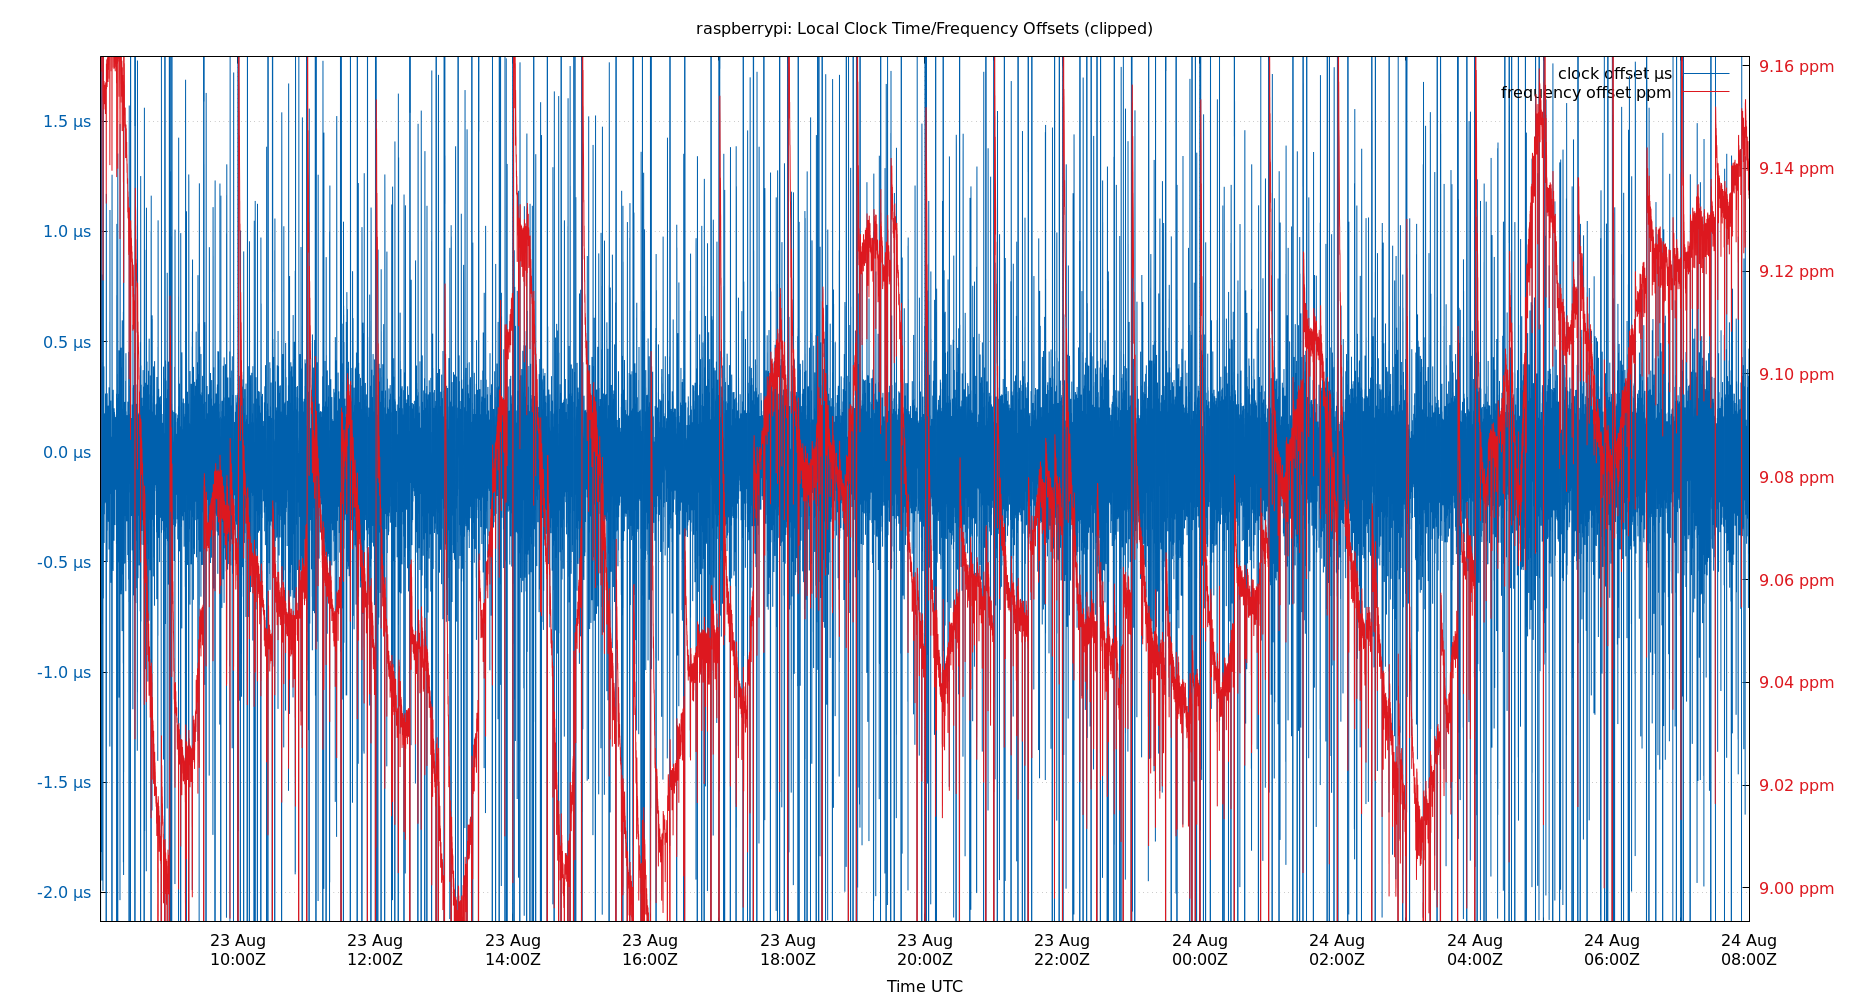 raspberrypi: Local Clock Time/Frequency Offsets (clipped)
clock offset µs
frequency offset ppm
1.5 µs
1.0 µs
0.5 µs
0.0 µs
-0.5 µs
-1.0 µs
-1.5 µs
-2.0 µs
9.16 ppm
9.14 ppm
9.12 ppm
9.10 ppm
9.08 ppm
9.06 ppm
9.04 ppm
9.02 ppm
9.00 ppm
23 Aug 23 Aug 23 Aug 23 Aug 23 Aug 23 Aug 23 Aug 24 Aug 24 Aug 24 Aug 24 Aug 24 Aug
10:00Z 12:00Z 14:00Z 16:00Z 18:00Z 20:00Z 22:00Z 00:00Z 02:00Z 04:00Z 06:00Z 08:00Z
Time UTC